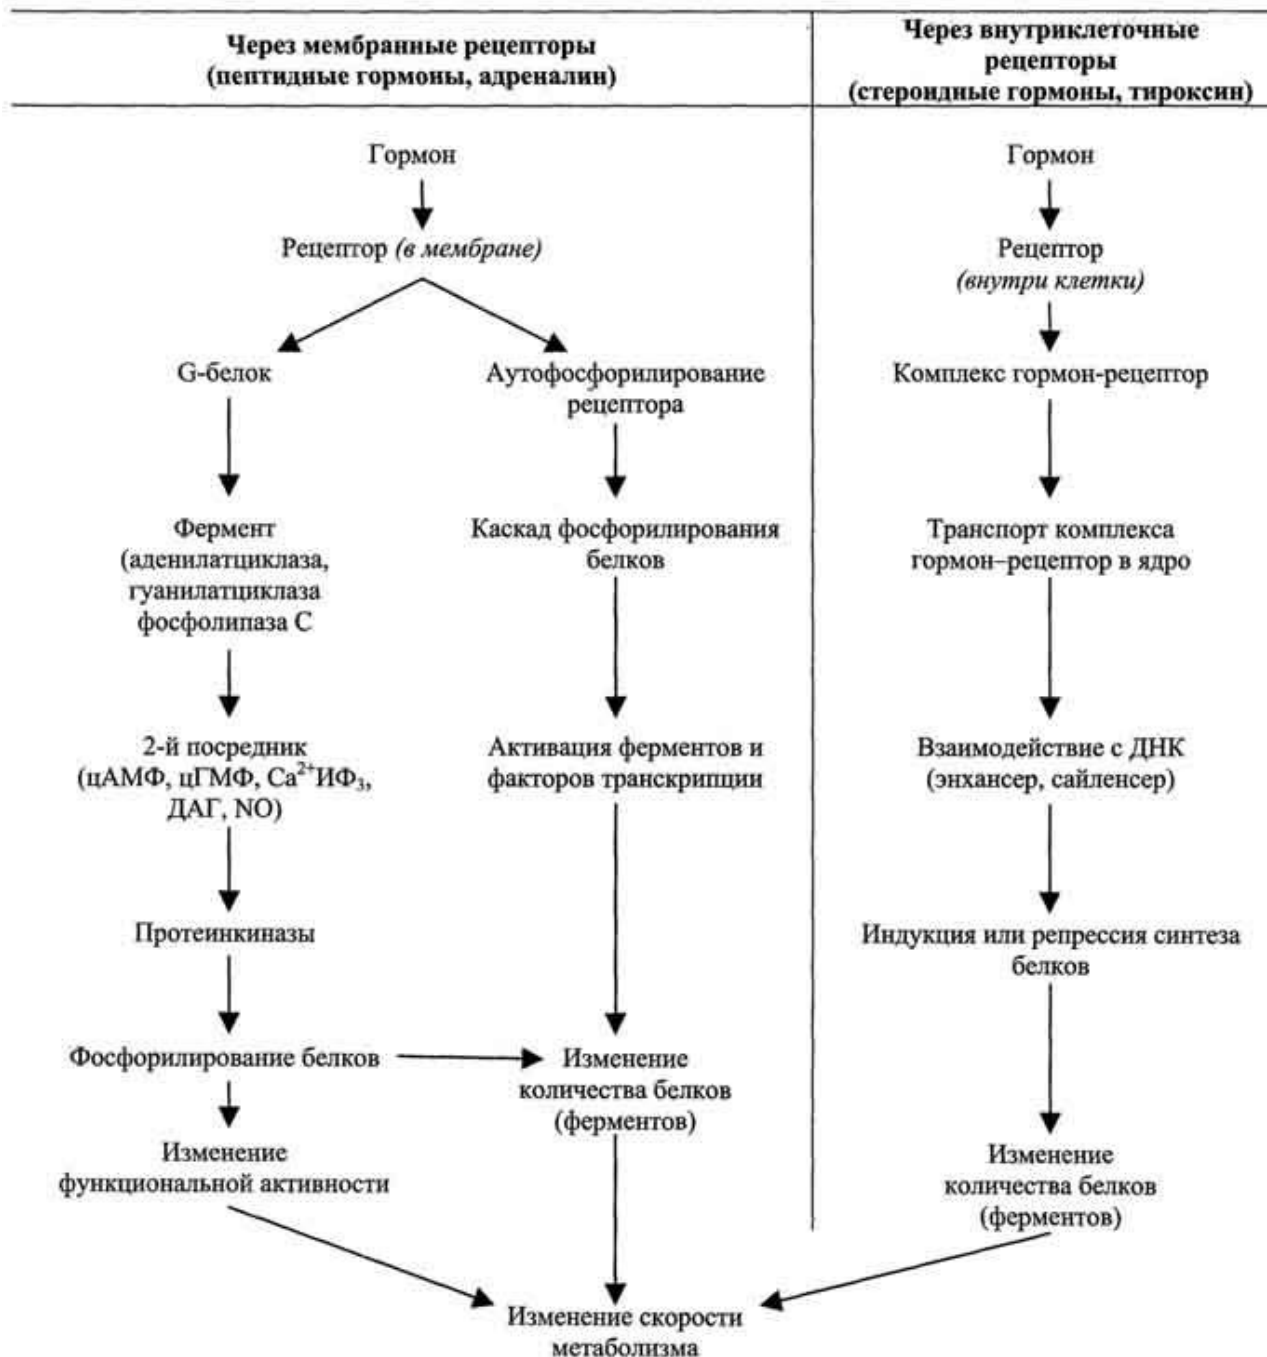 Через мембранные рецепторы
(пептидные гормоны, адреналин)
Через внутриклеточные
рецепторы
(стероидные гормоны, тироксин)
Гормон
Рецептор (в мембране)
G-белок
Аутофосфорилирование
рецептора
Фермент
(аденилатциклаза,
гуанилатциклаза
фосфолипаза С
Каскад фосфорилирования
белков
2-й посредник
(цАМФ, цГМФ, Ca²⁺ИФ₃,
ДАГ, NO)
Активация ферментов и
факторов транскрипции
Протеинкиназы
Фосфорилирование белков
Изменение
количества белков
(ферментов)
Изменение
функциональной активности
Гормон
Рецептор
(внутри клетки)
Комплекс гормон-рецептор
Транспорт комплекса
гормон–рецептор в ядро
Взаимодействие с ДНК
(энхансер, сайленсер)
Индукция или репрессия синтеза
белков
Изменение
количества белков
(ферментов)
Изменение скорости
метаболизма